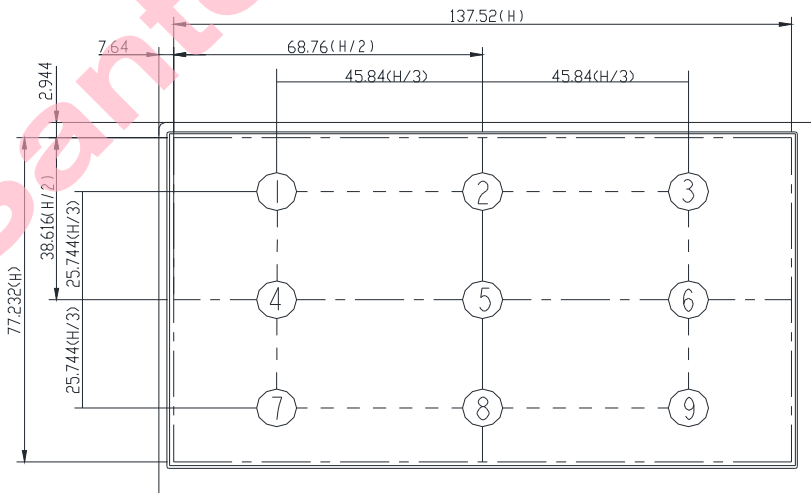 137.52(H)
7.64
68.76(H/2)
45.84(H/3)
45.84(H/3)
2.944
38.616(H/2)
25.744(H/3)
77.232(H)
25.744(H/3)
1
2
3
4
5
6
7
8
9